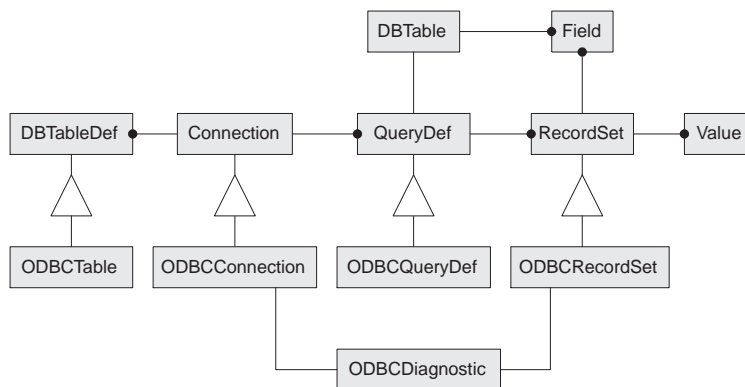 DBTable
Field
DBTableDef
Connection
QueryDef
RecordSet
Value
ODBCTable
ODBCConnection
ODBCQueryDef
ODBCRecordSet
ODBCDiagnostic